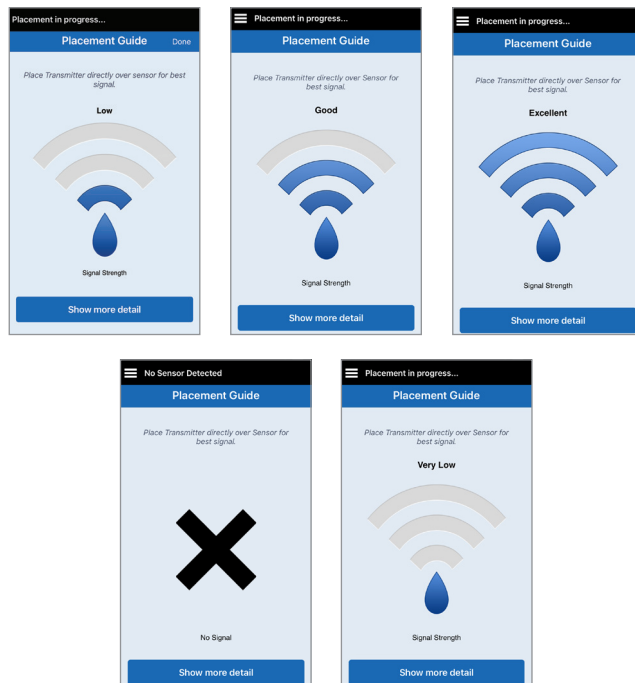 Placement in progress...
Placement Guide Done
Place Transmitter directly over sensor for best
signal.
Low
Signal Strength
Show more detail
Placement in progress...
Placement Guide
Place Transmitter directly over Sensor for
best signal.
Good
Signal Strength
Show more detail
Placement in progress...
Placement Guide
Place Transmitter directly over Sensor for
best signal.
Excellent
Signal Strength
Show more detail
No Sensor Detected
Placement Guide
Place Transmitter directly over Sensor for
best signal.
No Signal
Show more detail
Placement in progress...
Placement Guide
Place Transmitter directly over Sensor for
best signal.
Very Low
Signal Strength
Show more detail